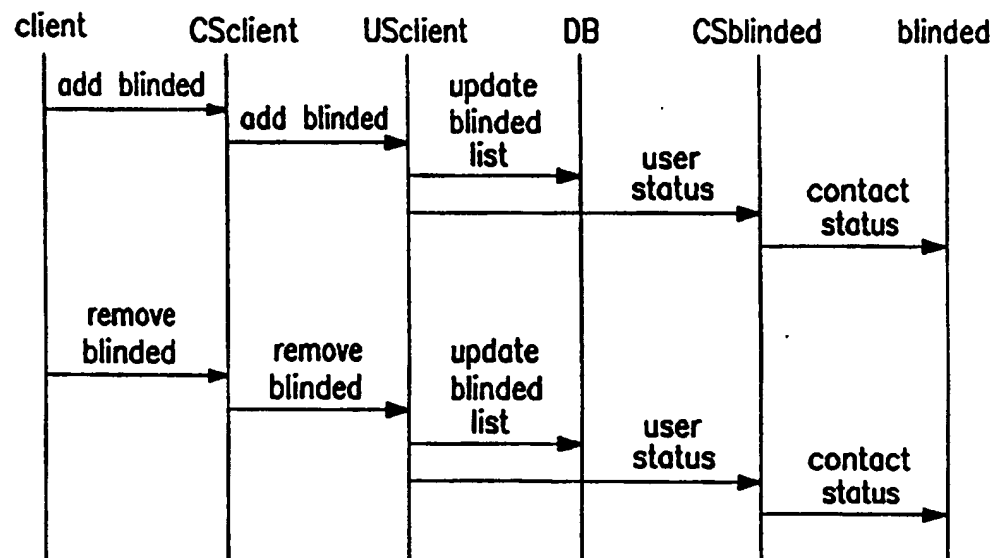 client CSclient USclient DB CSblinded blinded
add blinded
add blinded
update
blinded
list
user
status
contact
status
remove
blinded
remove
blinded
update
blinded
list
user
status
contact
status